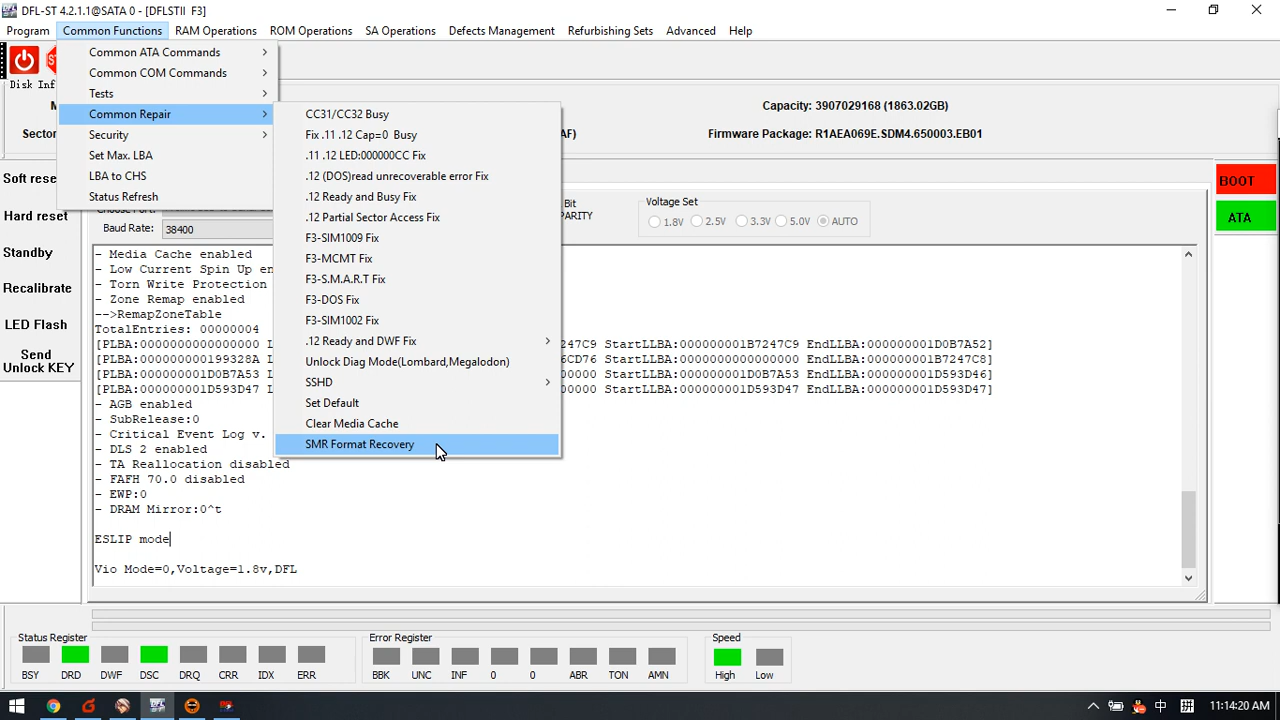 DFL-ST 4.2.1.1@SATA 0 - [DFLSTII F3]
Program Common Functions RAM Operations ROM Operations SA Operations Defects Management Refurbishing Sets Advanced Help
Common ATA Commands
Common COM Commands
Tests
Common Repair
Security
Set Max. LBA
LBA to CHS
Status Refresh
CC31/CC32 Busy
Fix .11 .12 Cap=0 Busy
.11 .12 LED:000000CC Fix
.12 (DOS)read unrecoverable error Fix
.12 Ready and Busy Fix
.12 Partial Sector Access Fix
F3-SIM1009 Fix
F3-MCMT Fix
F3-S.M.A.R.T Fix
F3-DOS Fix
F3-SIM1002 Fix
.12 Ready and DWF Fix
Unlock Diag Mode(Lombard,Megalodon)
SSHD
Set Default
Clear Media Cache
SMR Format Recovery
Disk Inf
Capacity: 3907029168 (1863.02GB)
Sector
AF)
Firmware Package: R1AEA069E.SDM4.650003.EB01
Soft rese
Hard reset
Standby
Recalibrate
LED Flash
Send
Unlock KEY
BOOT
ATA
Bit
PARITY
Voltage Set
1.8V 2.5V 3.3V 5.0V AUTO
Baud Rate: 38400
- Media Cache enabled
- Low Current Spin Up en
- Torn Write Protection
- Zone Remap enabled
-->RemapZoneTable
TotalEntries: 00000004
[PLBA:0000000000000000 L 247C9 StartLLBA:000000001B7247C9 EndLLBA:000000001D0B7A52]
[PLBA:000000000199328A L 6CD76 StartLLBA:0000000000000000 EndLLBA:000000001B7247C8]
[PLBA:000000001D0B7A53 L 00000 StartLLBA:000000001D0B7A53 EndLLBA:000000001D593D46]
[PLBA:000000001D593D47 L 00000 StartLLBA:000000001D593D47 EndLLBA:000000001D593D47]
- AGB enabled
- SubRelease:0
- Critical Event Log v.
- DLS 2 enabled
- TA Reallocation disabled
- FAFH 70.0 disabled
- EWP:0
- DRAM Mirror:0^t
ESLIP mode
Vio Mode=0,Voltage=1.8v,DFL
Status Register
BSY DRD DWF DSC DRQ CRR IDX ERR
Error Register
BBK UNC INF 0 0 ABR TON AMN
Speed
High Low
中 拼 11:14:20 AM